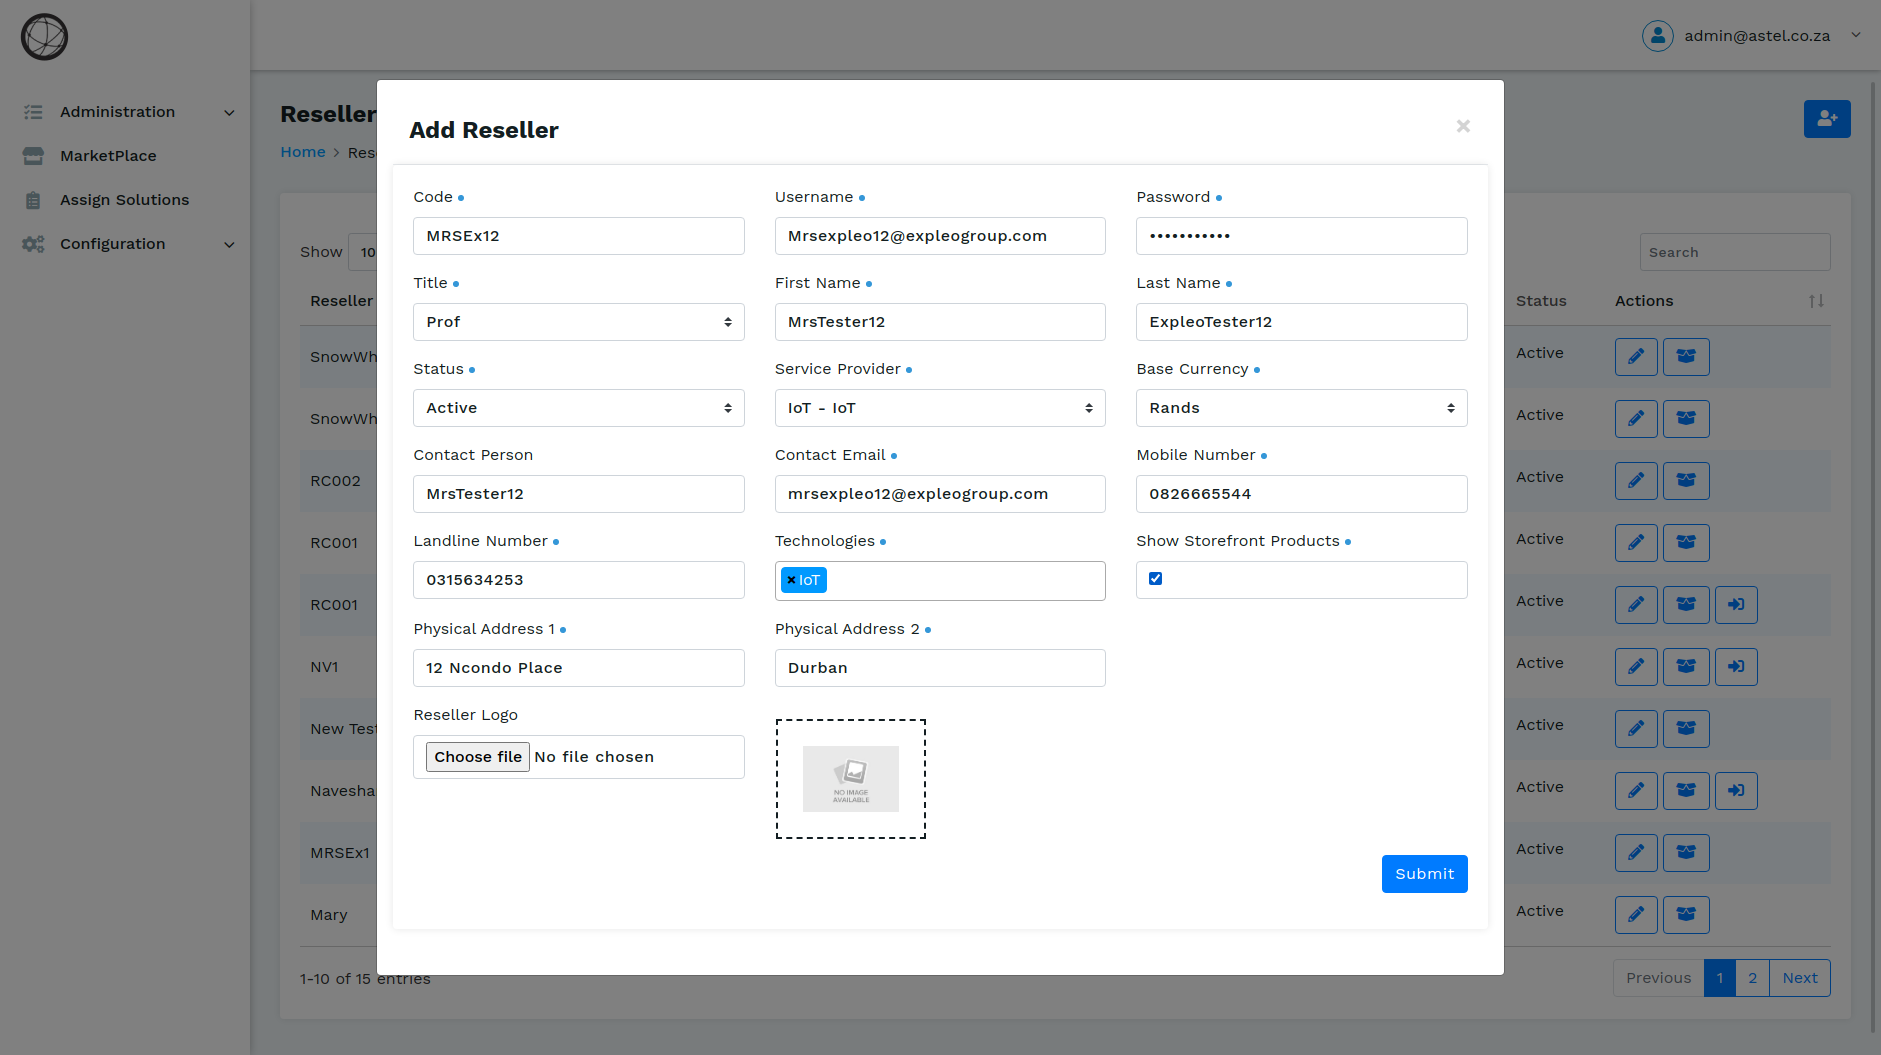 admin@astel.co.za
Administration
MarketPlace
Assign Solutions
Configuration
Reseller
Home > Res
Show 10
Search
Reseller Status Actions
SnowWh Active
SnowWh Active
RC002 Active
RC001 Active
RC001 Active
NV1 Active
New Test Active
Navesha Active
MRSEx1 Active
Mary Active
1-10 of 15 entries
Previous 1 2 Next
Add Reseller ×
Code Username Password
MRSEx12 Mrsexpleo12@expleogroup.com •••••••••••
Title First Name Last Name
Prof MrsTester12 ExpleoTester12
Status Service Provider Base Currency
Active IoT - IoT Rands
Contact Person Contact Email Mobile Number
MrsTester12 mrsexpleo12@expleogroup.com 0826665544
Landline Number Technologies Show Storefront Products
0315634253 ×IoT
Physical Address 1 Physical Address 2
12 Ncondo Place Durban
Reseller Logo
Choose file No file chosen
NO IMAGE
AVAILABLE
Submit